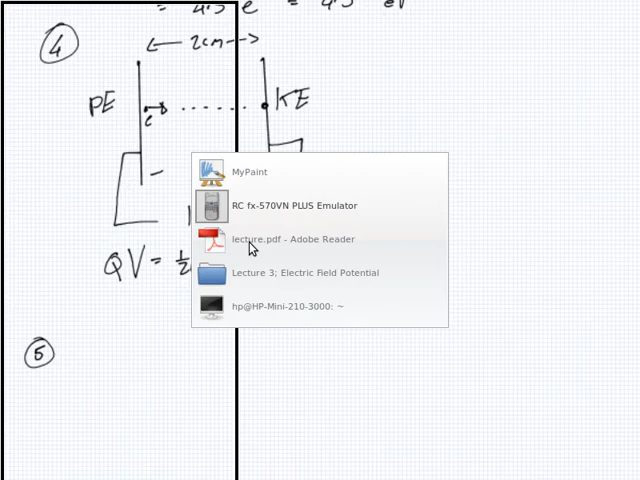 = 4.5 e = 4.5 eV
4
← 2cm →
PE
e
KE
MyPaint
RC fx-570VN PLUS Emulator
lecture.pdf - Adobe Reader
Lecture 3; Electric Field Potential
hp@HP-Mini-210-3000: ~
QV = ½
5